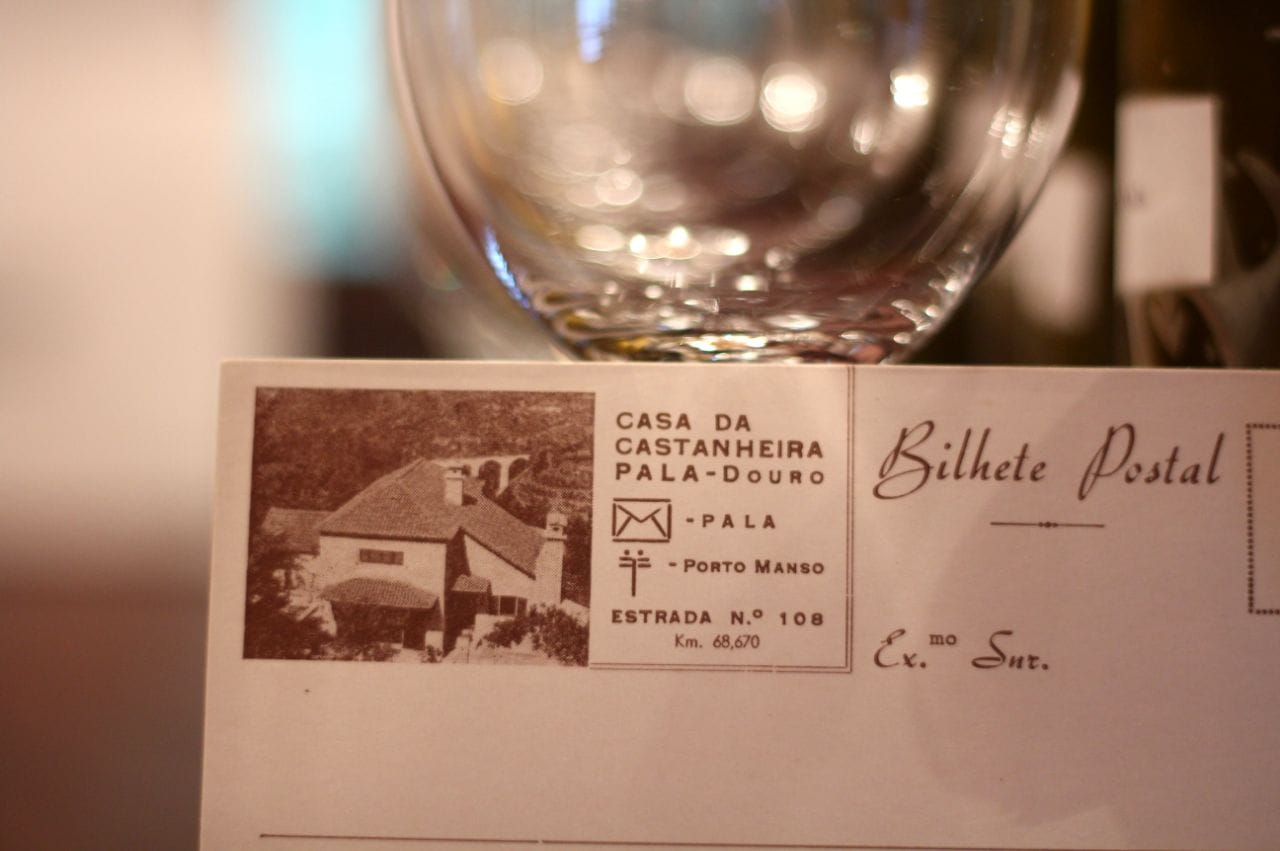 CASA DA
CASTANHEIRA
PALA-DOURO
-PALA
-PORTO MANSO
ESTRADA N.º 108
Km. 68,670
Bilhete Postal
Ex.mo Snr.